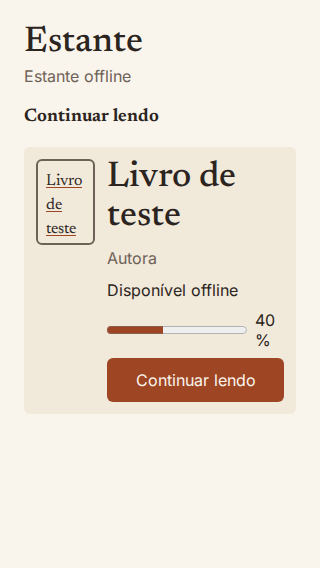 Estante
Estante offline
Continuar lendo
Livro
de
teste
Livro de
teste
Autora
Disponível offline
40
%
Continuar lendo